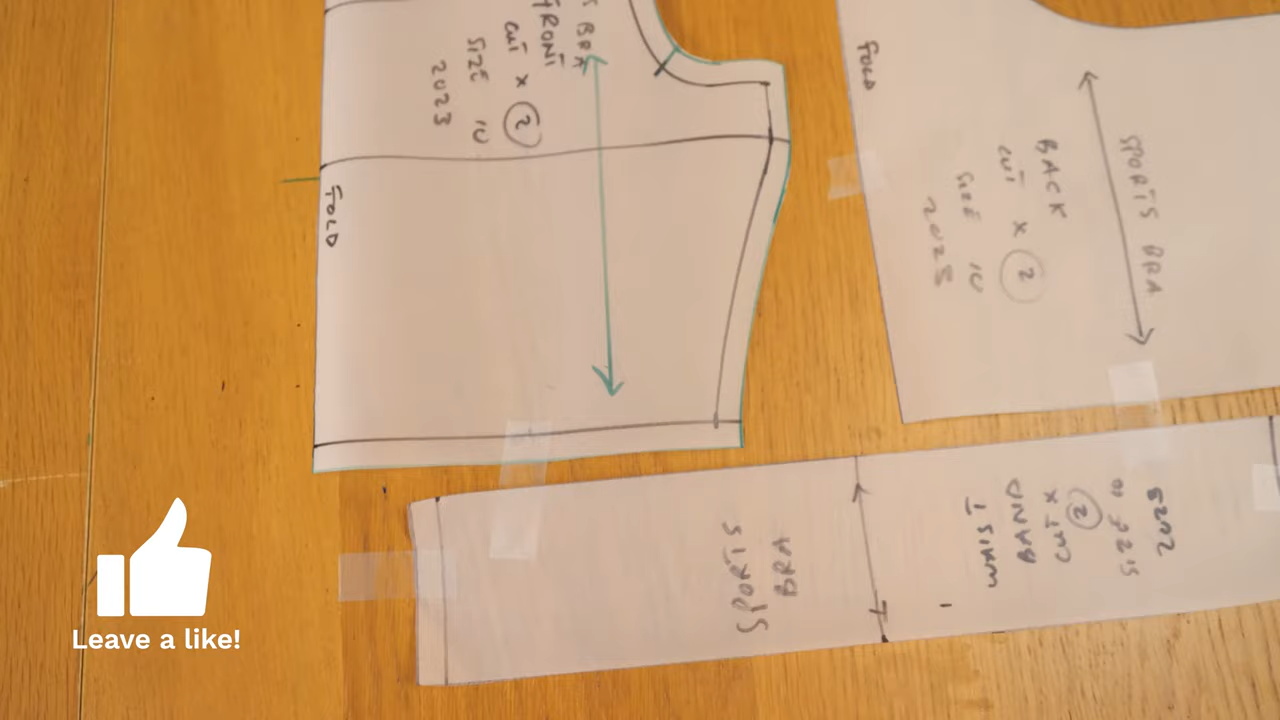 S BRA
FRONT
CUT X 2
SIZE 10
2023
FOLD
FOLD
SPORTS BRA
BACK
CUT X 2
SIZE 10
2023
SPORTS
BRA
WAIST
BAND
CUT X
2
SIZE 10
2023
Leave a like!